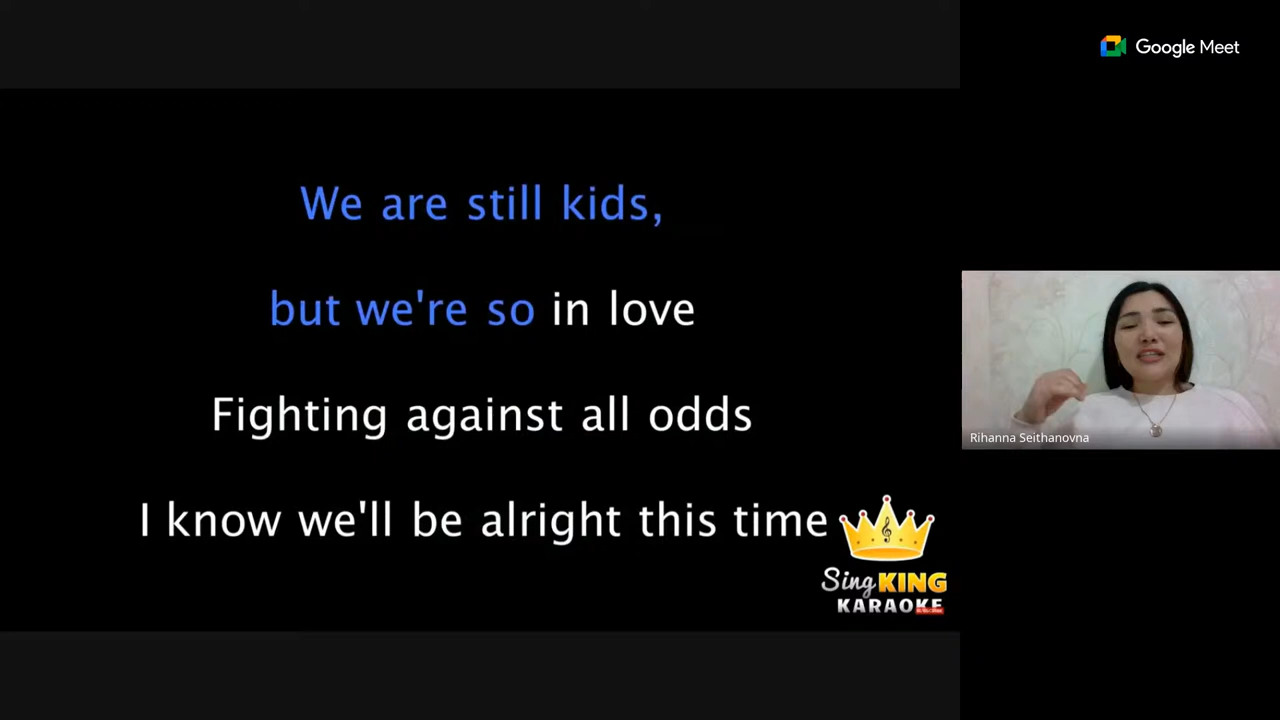 Google Meet
We are still kids,
but we're so in love
Fighting against all odds
I know we'll be alright this time
Sing KING
KARAOKE
Rihanna Seithanovna